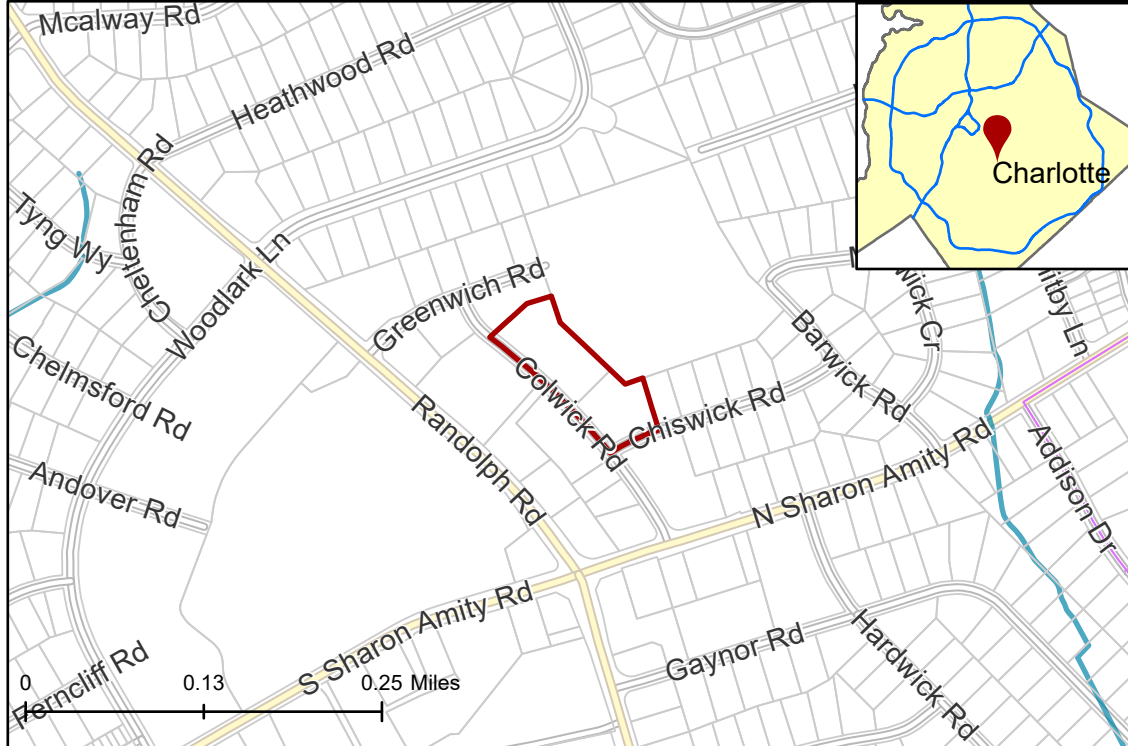 Mcalway Rd
Heathwood Rd
Charlotte
Cheltenham Rd
Tyng Wy
Woodlark Ln
Greenwich Rd
Barwick Rd
Chelmsford Rd
Colwick Rd
Chiswick Rd
Randolph Rd
N Sharon Amity Rd
Addison Dr
Andover Rd
S Sharon Amity Rd
Gaynor Rd
Hardwick Rd
Ferncliff Rd
0 0.13 0.25 Miles